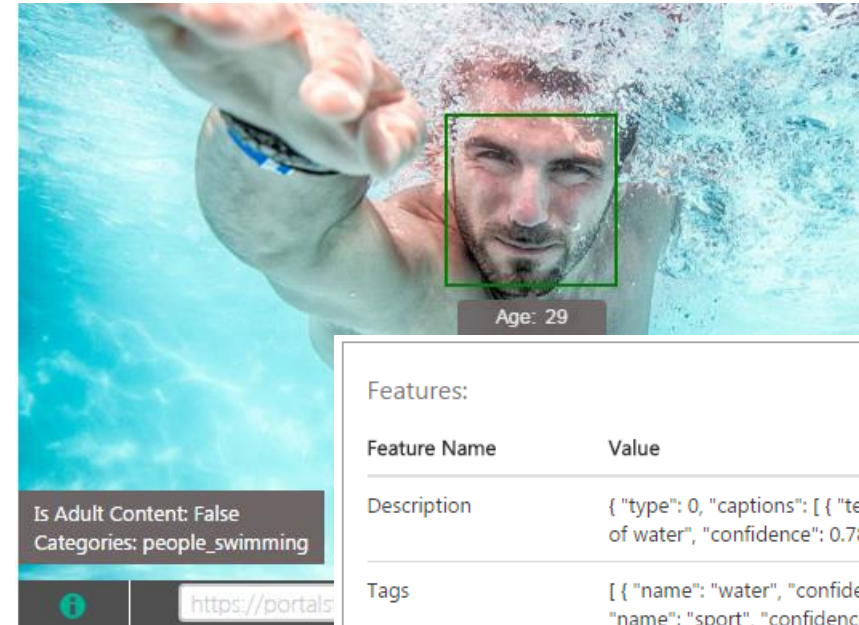 Age: 29
Features:
Feature Name Value
Is Adult Content: False
Categories: people_swimming
Description { "type": 0, "captions": [ { "te
of water", "confidence": 0.78
Tags [ { "name": "water", "confide
"name": "sport", "confidenc
https://portals